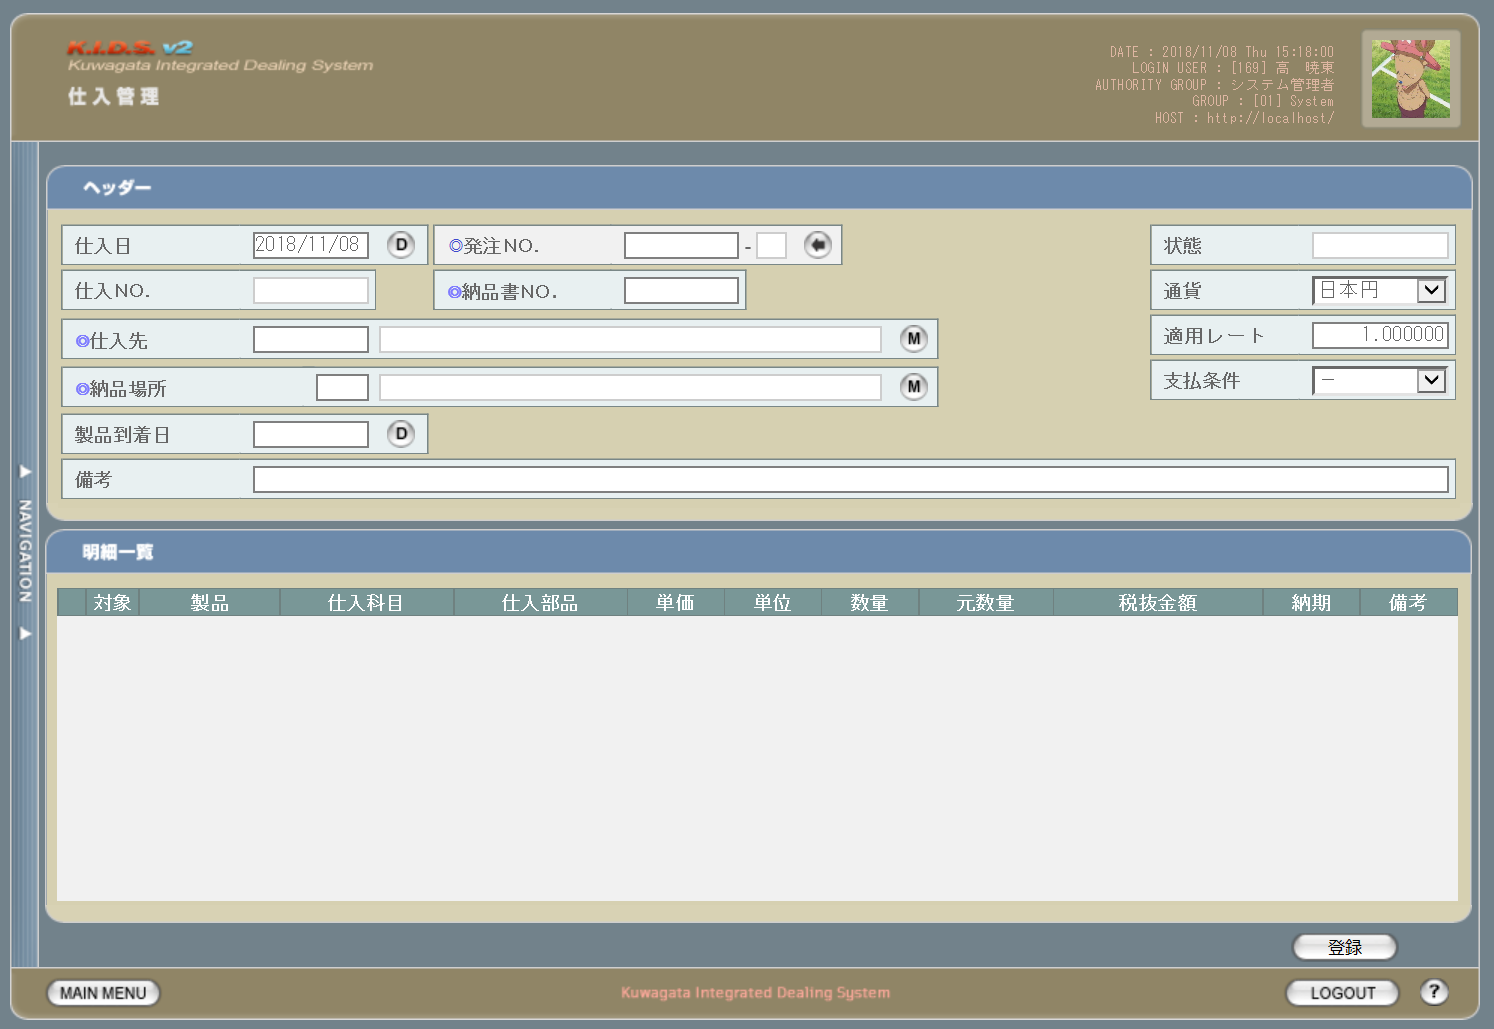 K.I.D.S. v2
Kuwagata Integrated Dealing System
仕入管理
DATE : 2018/11/08 Thu 15:18:00
LOGIN USER : [169] 高　暁東
AUTHORITY GROUP : システム管理者
GROUP : [01] System
HOST : http://localhost/
ヘッダー
仕入日 2018/11/08 D ◎発注NO. - 状態
仕入NO. ◎納品書NO. 通貨 日本円
◎仕入先 M 適用レート 1.000000
◎納品場所 M 支払条件 －
製品到着日 D
備考
NAVIGATION
明細一覧
対象 製品 仕入科目 仕入部品 単価 単位 数量 元数量 税抜金額 納期 備考
登録
MAIN MENU Kuwagata Integrated Dealing System LOGOUT ?